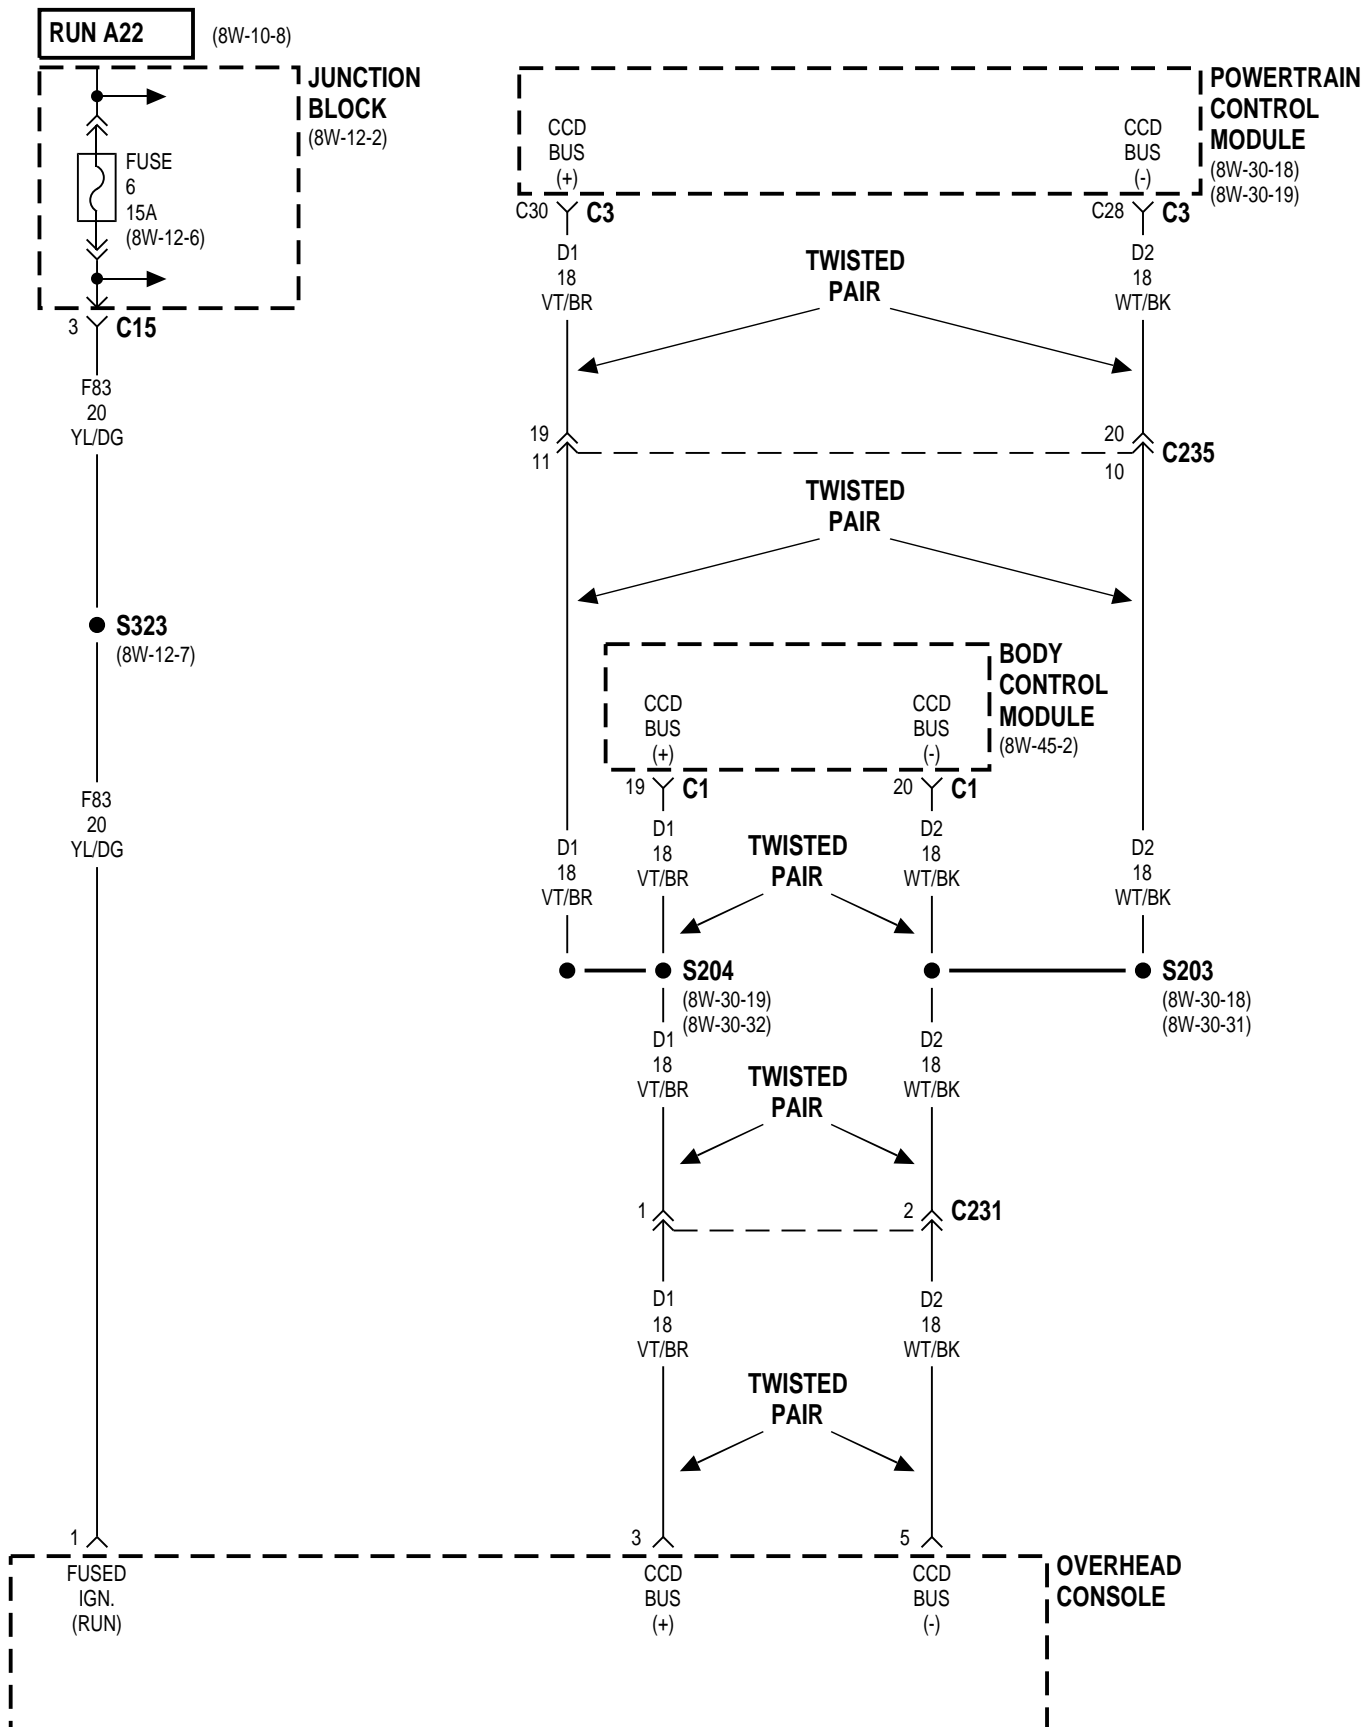 RUN A22
(8W-10-8)
JUNCTION
BLOCK
(8W-12-2)
FUSE
6
15A
(8W-12-6)
3
C15
F83
20
YL/DG
S323
(8W-12-7)
F83
20
YL/DG
1
FUSED
IGN.
(RUN)
POWERTRAIN
CONTROL
MODULE
(8W-30-18)
(8W-30-19)
CCD
BUS
(+)
CCD
BUS
(-)
C30
C3
C28
C3
D1
18
VT/BR
TWISTED
PAIR
D2
18
WT/BK
19
20
11
10
C235
TWISTED
PAIR
BODY
CONTROL
MODULE
(8W-45-2)
CCD
BUS
(+)
CCD
BUS
(-)
19
C1
20
C1
D1
18
VT/BR
D1
18
VT/BR
TWISTED
PAIR
D2
18
WT/BK
D2
18
WT/BK
S204
(8W-30-19)
(8W-30-32)
S203
(8W-30-18)
(8W-30-31)
D1
18
VT/BR
D2
18
WT/BK
TWISTED
PAIR
1
2
C231
D1
18
VT/BR
D2
18
WT/BK
TWISTED
PAIR
3
5
CCD
BUS
(+)
CCD
BUS
(-)
OVERHEAD
CONSOLE